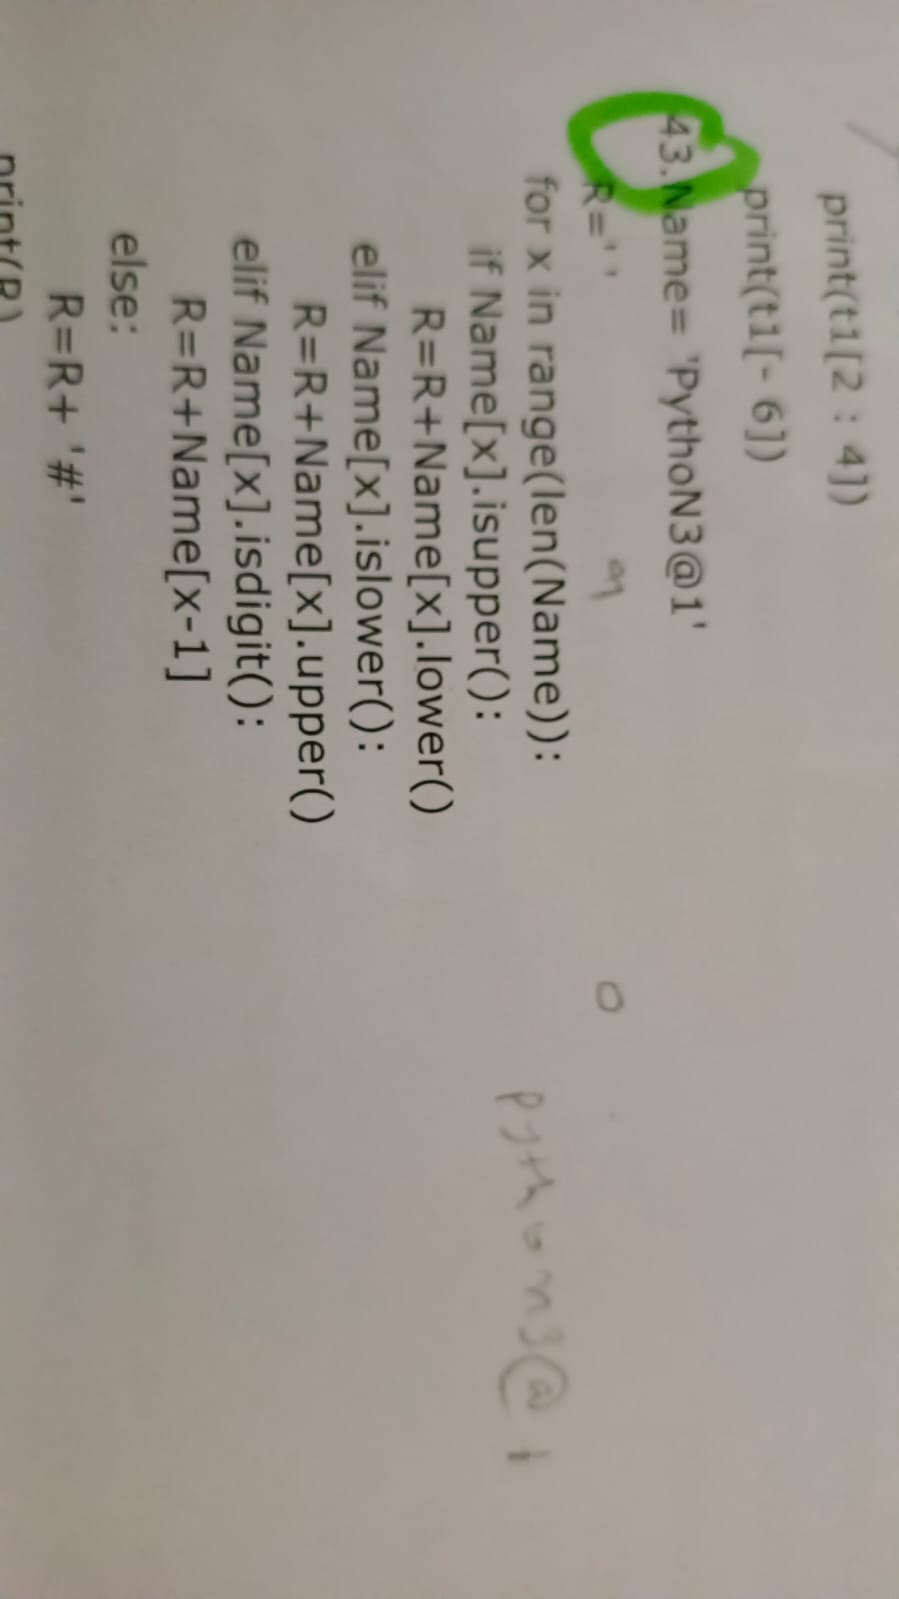 print(t1[2 : 4])
print(t1[- 6])
43.Name= 'PythoN3@1'
R=' '
for x in range(len(Name)):
python3@1
if Name[x].isupper():
R=R+Name[x].lower()
elif Name[x].islower():
R=R+Name[x].upper()
elif Name[x].isdigit():
R=R+Name[x-1]
else:
R=R+ '#'
print(R)